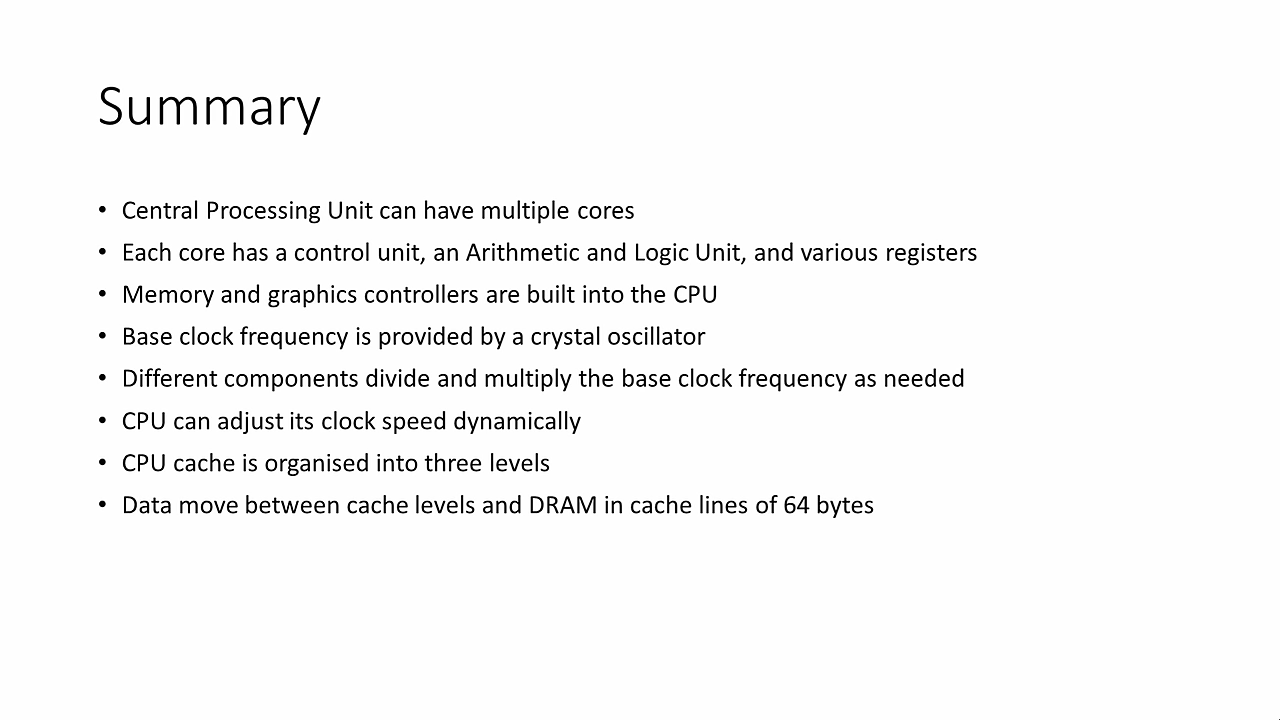 Summary
• Central Processing Unit can have multiple cores
• Each core has a control unit, an Arithmetic and Logic Unit, and various registers
• Memory and graphics controllers are built into the CPU
• Base clock frequency is provided by a crystal oscillator
• Different components divide and multiply the base clock frequency as needed
• CPU can adjust its clock speed dynamically
• CPU cache is organised into three levels
• Data move between cache levels and DRAM in cache lines of 64 bytes